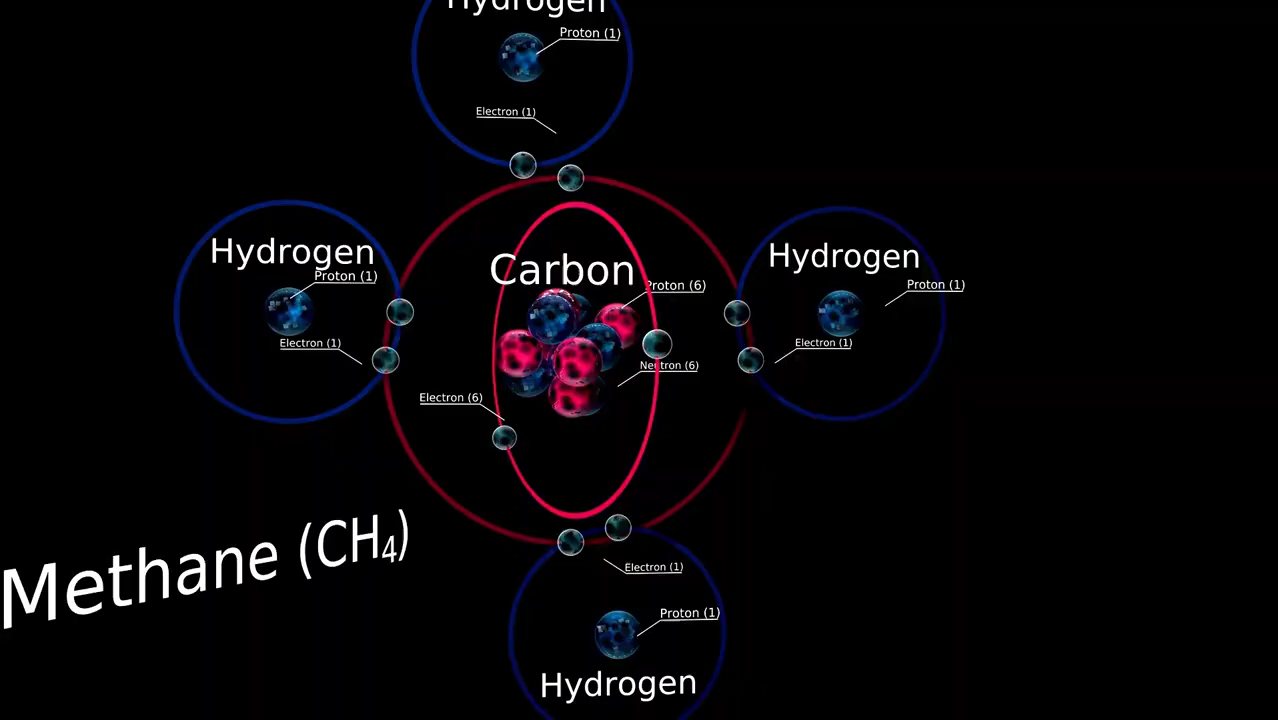 Hydrogen
Proton (1)
Electron (1)
Hydrogen
Proton (1)
Electron (1)
Carbon
Proton (6)
Neutron (6)
Electron (6)
Hydrogen
Proton (1)
Electron (1)
Methane (CH₄)
Electron (1)
Proton (1)
Hydrogen